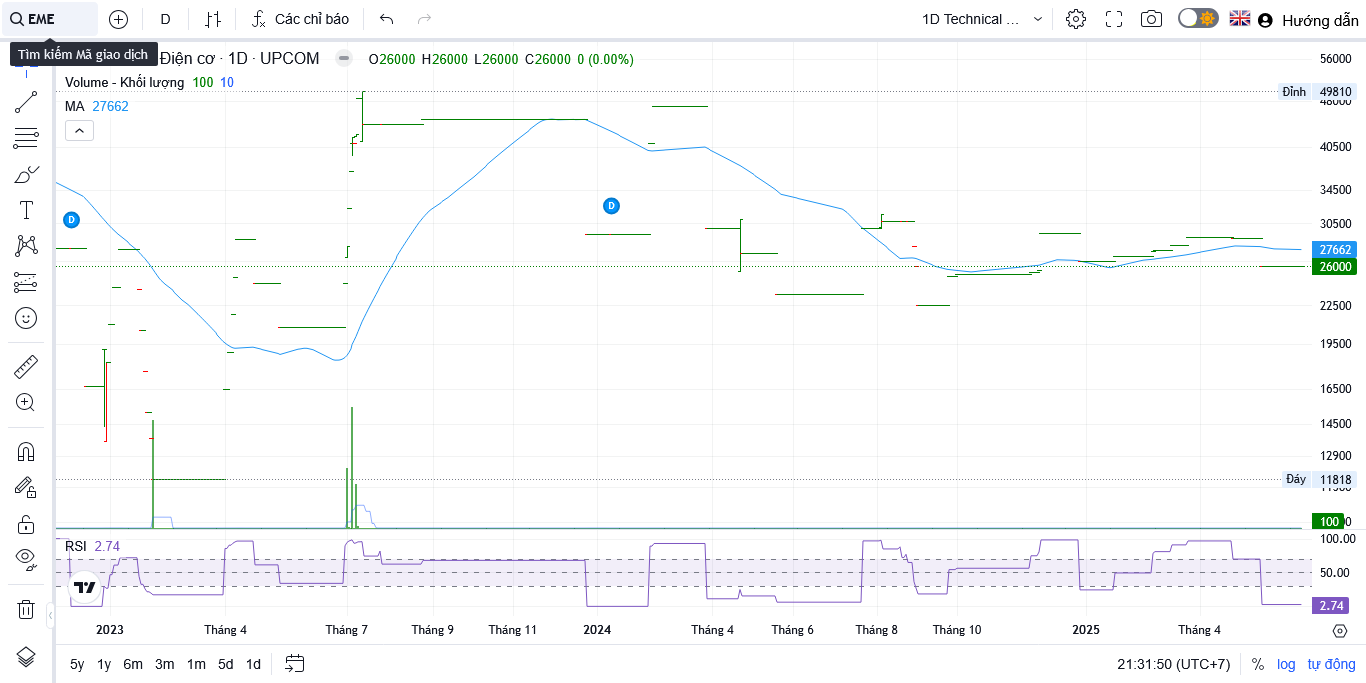 EME D Các chỉ báo 1D Technical ... Hướng dẫn
Tìm kiếm Mã giao dịch
Điện cơ · 1D · UPCOM O26000 H26000 L26000 C26000 0 (0.00%)
Volume - Khối lượng 100 10
MA 27662
56000
Đỉnh 49810
48000
40500
34500
D
D
30500
27662
26000
22500
19500
16500
14500
12900
Đáy 11818
100
RSI 2.74
100.00
50.00
2.74
2023 Tháng 4 Tháng 7 Tháng 9 Tháng 11 2024 Tháng 4 Tháng 6 Tháng 8 Tháng 10 2025 Tháng 4
5y 1y 6m 3m 1m 5d 1d 21:31:50 (UTC+7) % log tự động